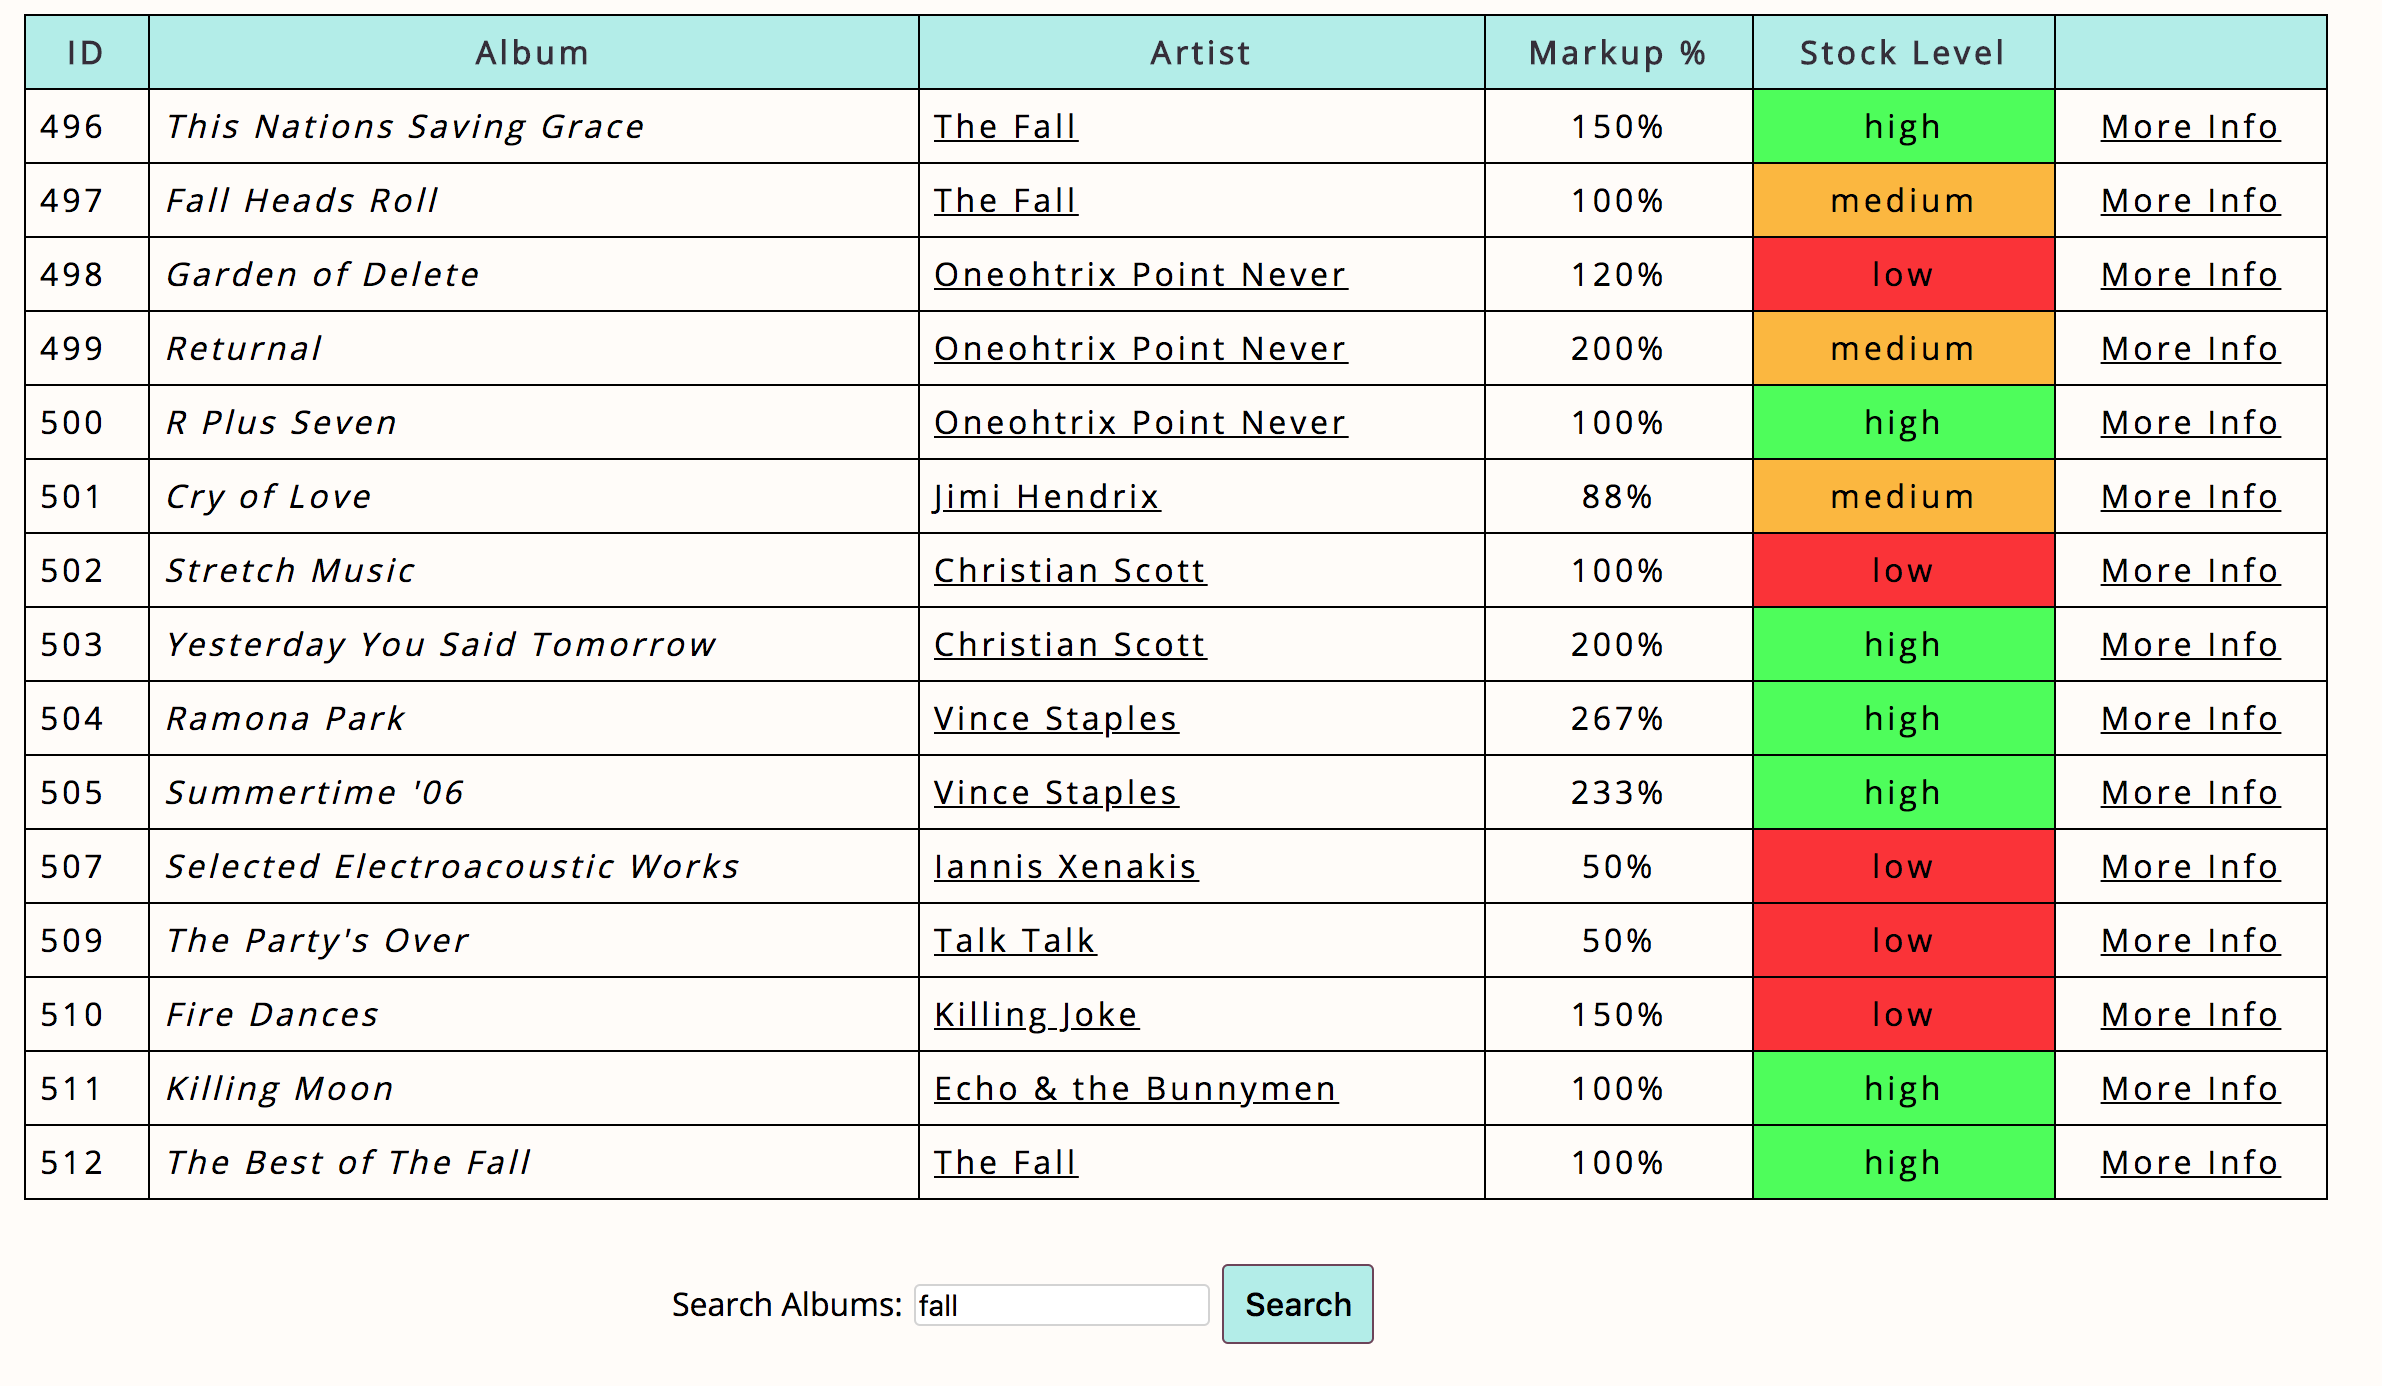 ID Album Artist Markup % Stock Level
496 This Nations Saving Grace The Fall 150% high More Info
497 Fall Heads Roll The Fall 100% medium More Info
498 Garden of Delete Oneohtrix Point Never 120% low More Info
499 Returnal Oneohtrix Point Never 200% medium More Info
500 R Plus Seven Oneohtrix Point Never 100% high More Info
501 Cry of Love Jimi Hendrix 88% medium More Info
502 Stretch Music Christian Scott 100% low More Info
503 Yesterday You Said Tomorrow Christian Scott 200% high More Info
504 Ramona Park Vince Staples 267% high More Info
505 Summertime '06 Vince Staples 233% high More Info
507 Selected Electroacoustic Works Iannis Xenakis 50% low More Info
509 The Party's Over Talk Talk 50% low More Info
510 Fire Dances Killing Joke 150% low More Info
511 Killing Moon Echo & the Bunnymen 100% high More Info
512 The Best of The Fall The Fall 100% high More Info
Search Albums: fall Search